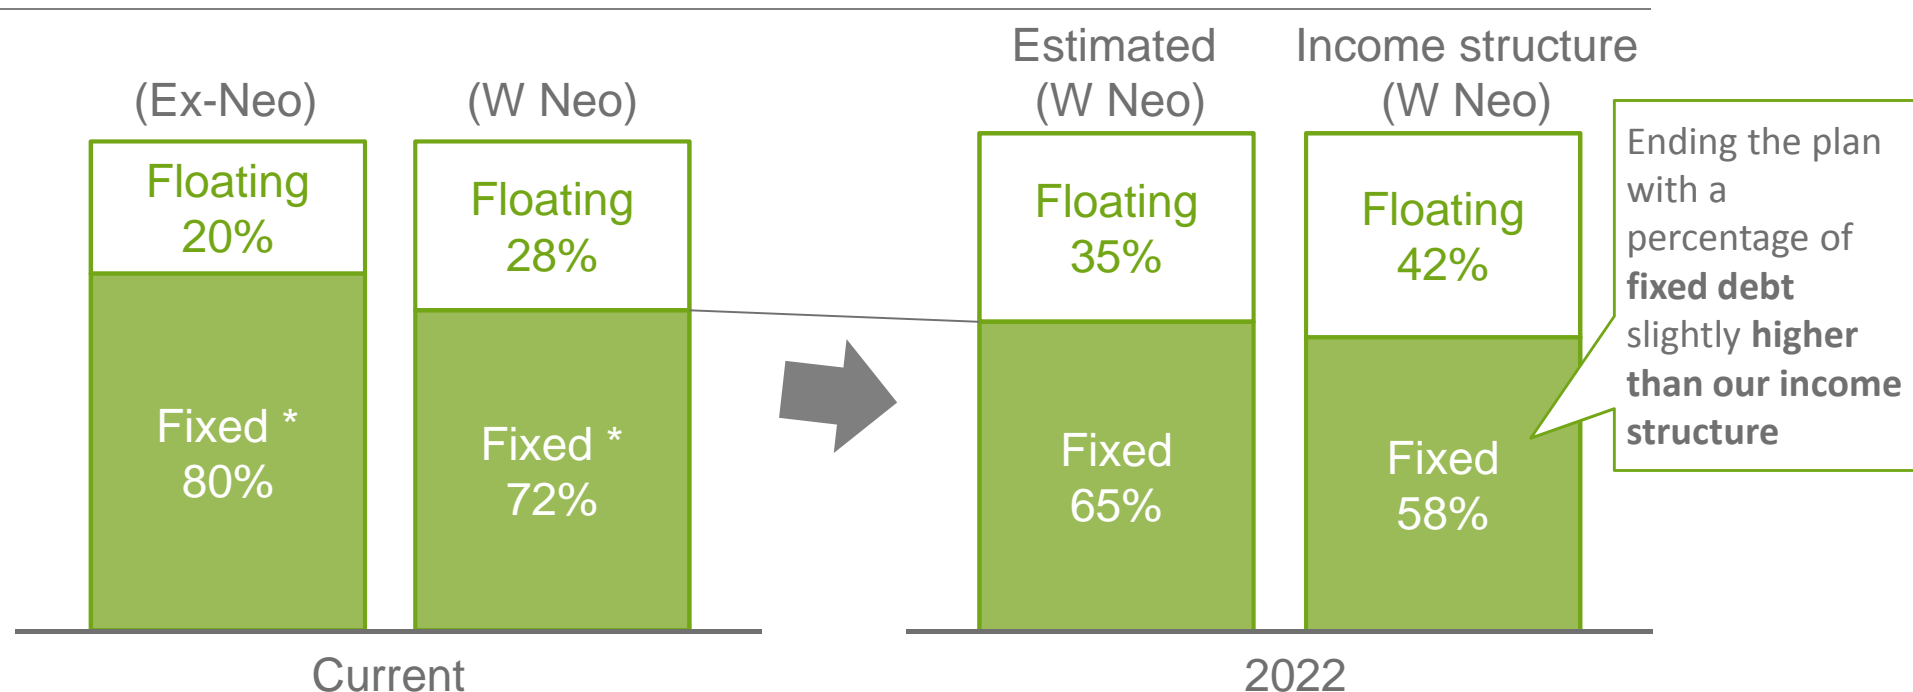 (Ex-Neo)
Floating
20%
Fixed *
80%
(W Neo)
Floating
28%
Fixed *
72%
Current
Estimated
(W Neo)
Floating
35%
Fixed
65%
Income structure
(W Neo)
Floating
42%
Fixed
58%
2022
Ending the plan
with a
percentage of
fixed debt
slightly higher
than our income
structure